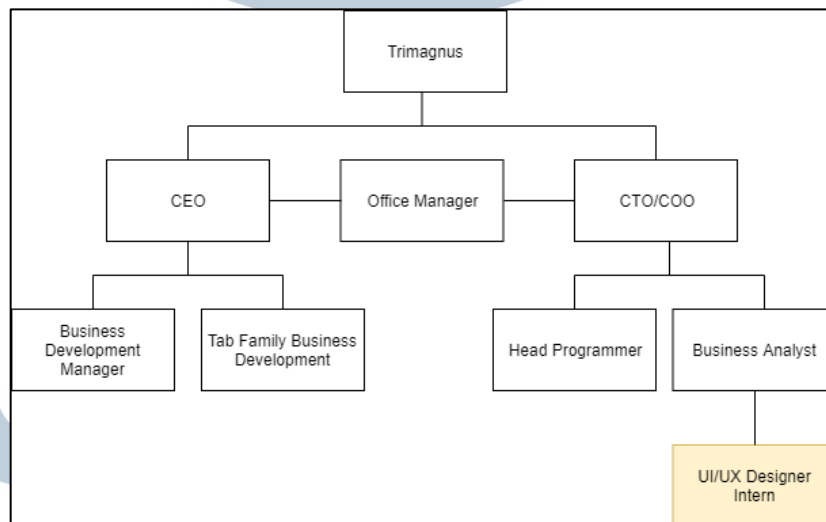 Trimagnus
CEO
Office Manager
CTO/COO
Business
Development
Manager
Tab Family Business
Development
Head Programmer
Business Analyst
UI/UX Designer
Intern